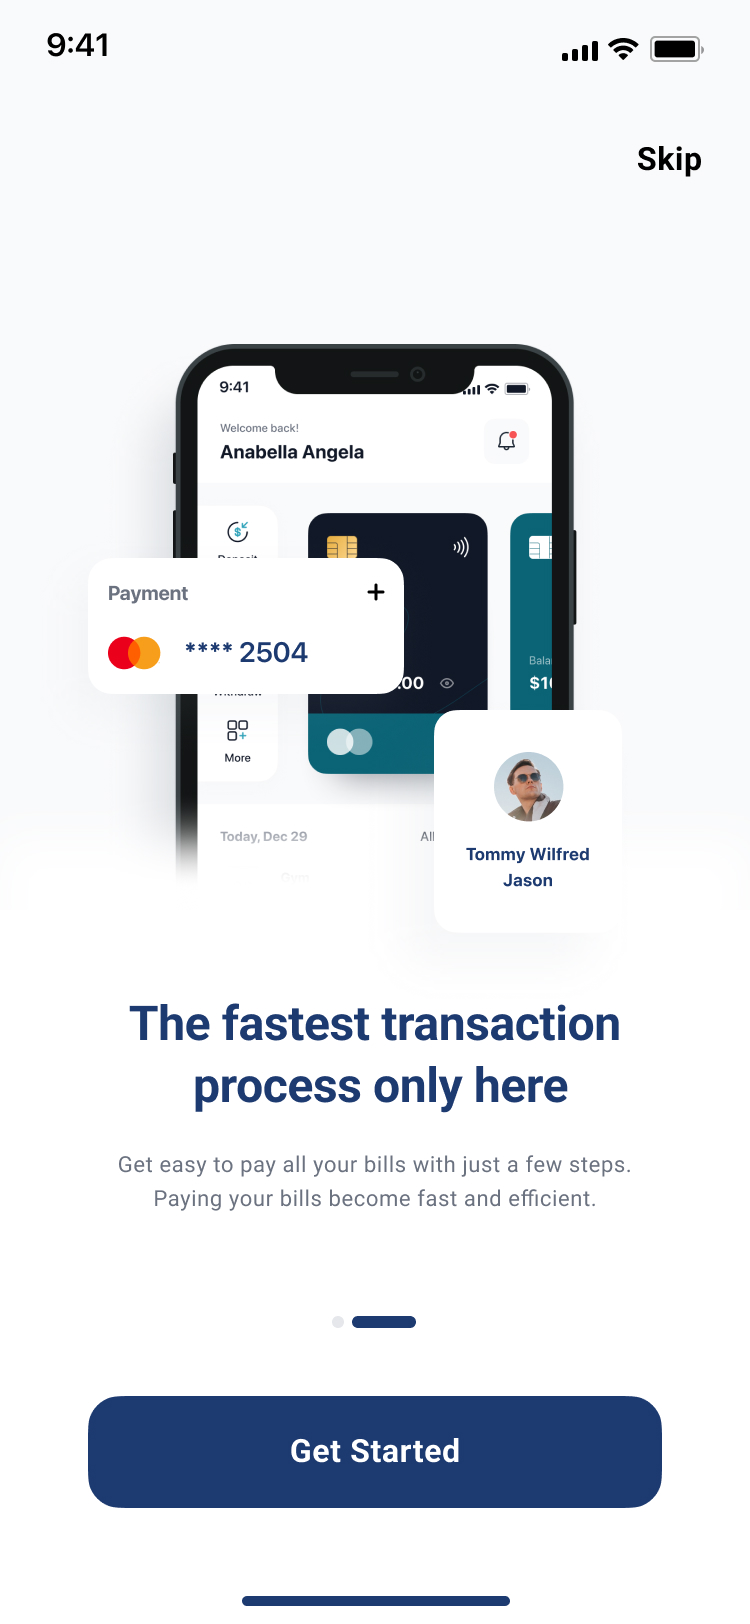 9:41
Skip
9:41
Welcome back!
Anabella Angela
Payment
**** 2504
.00
Balan
$10
More
Today, Dec 29
All
Tommy Wilfred
Jason
The fastest transaction
process only here
Get easy to pay all your bills with just a few steps.
Paying your bills become fast and efficient.
Get Started